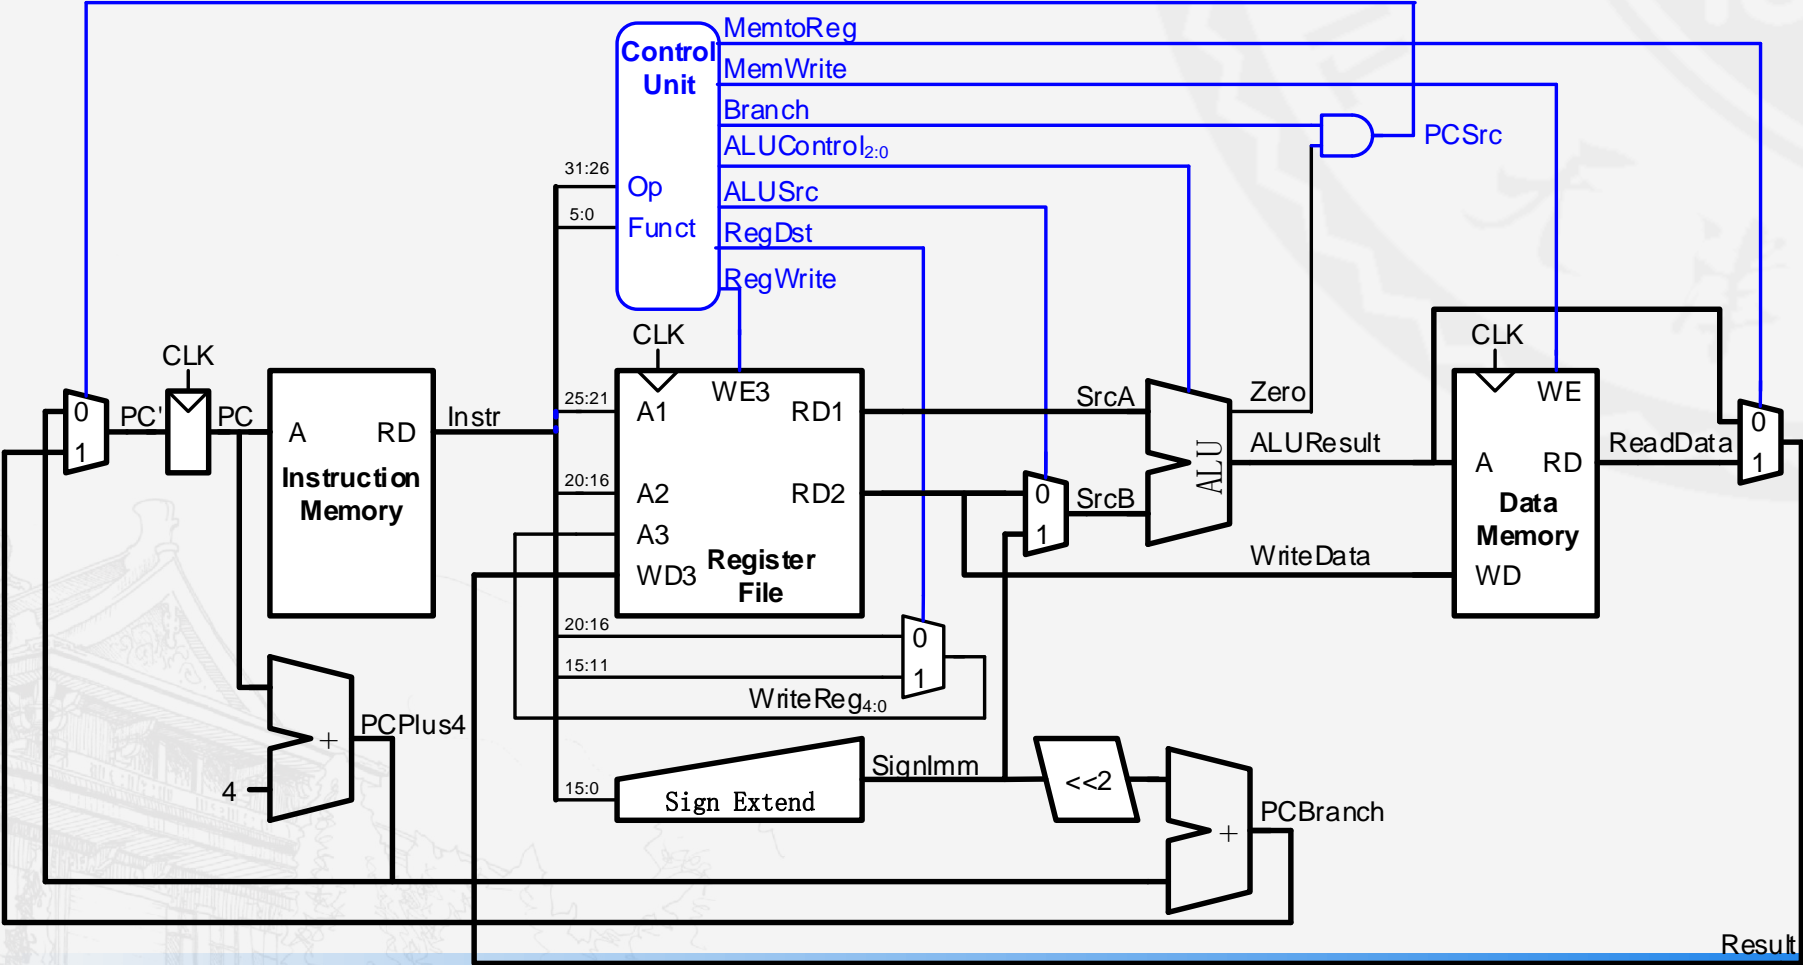 MemtoReg
Control
Unit
MemWrite
Branch
PCSrc
ALUControl2:0
31:26
Op
ALUSrc
5:0
Funct
RegDst
RegWrite
CLK
CLK
CLK
0
PC'
PC
1
A
RD
Instruction
Memory
Instr
25:21
A1
WE3
RD1
SrcA
Zero
WE
0
20:16
A2
RD2
0
SrcB
1
ALU
ALUResult
A
RD
ReadData
1
Data
Memory
A3
WD3
Register
File
WriteData
WD
20:16
0
15:11
1
WriteReg4:0
PCPlus4
+
4
15:0
Sign Extend
SignImm
<<2
+
PCBranch
Result